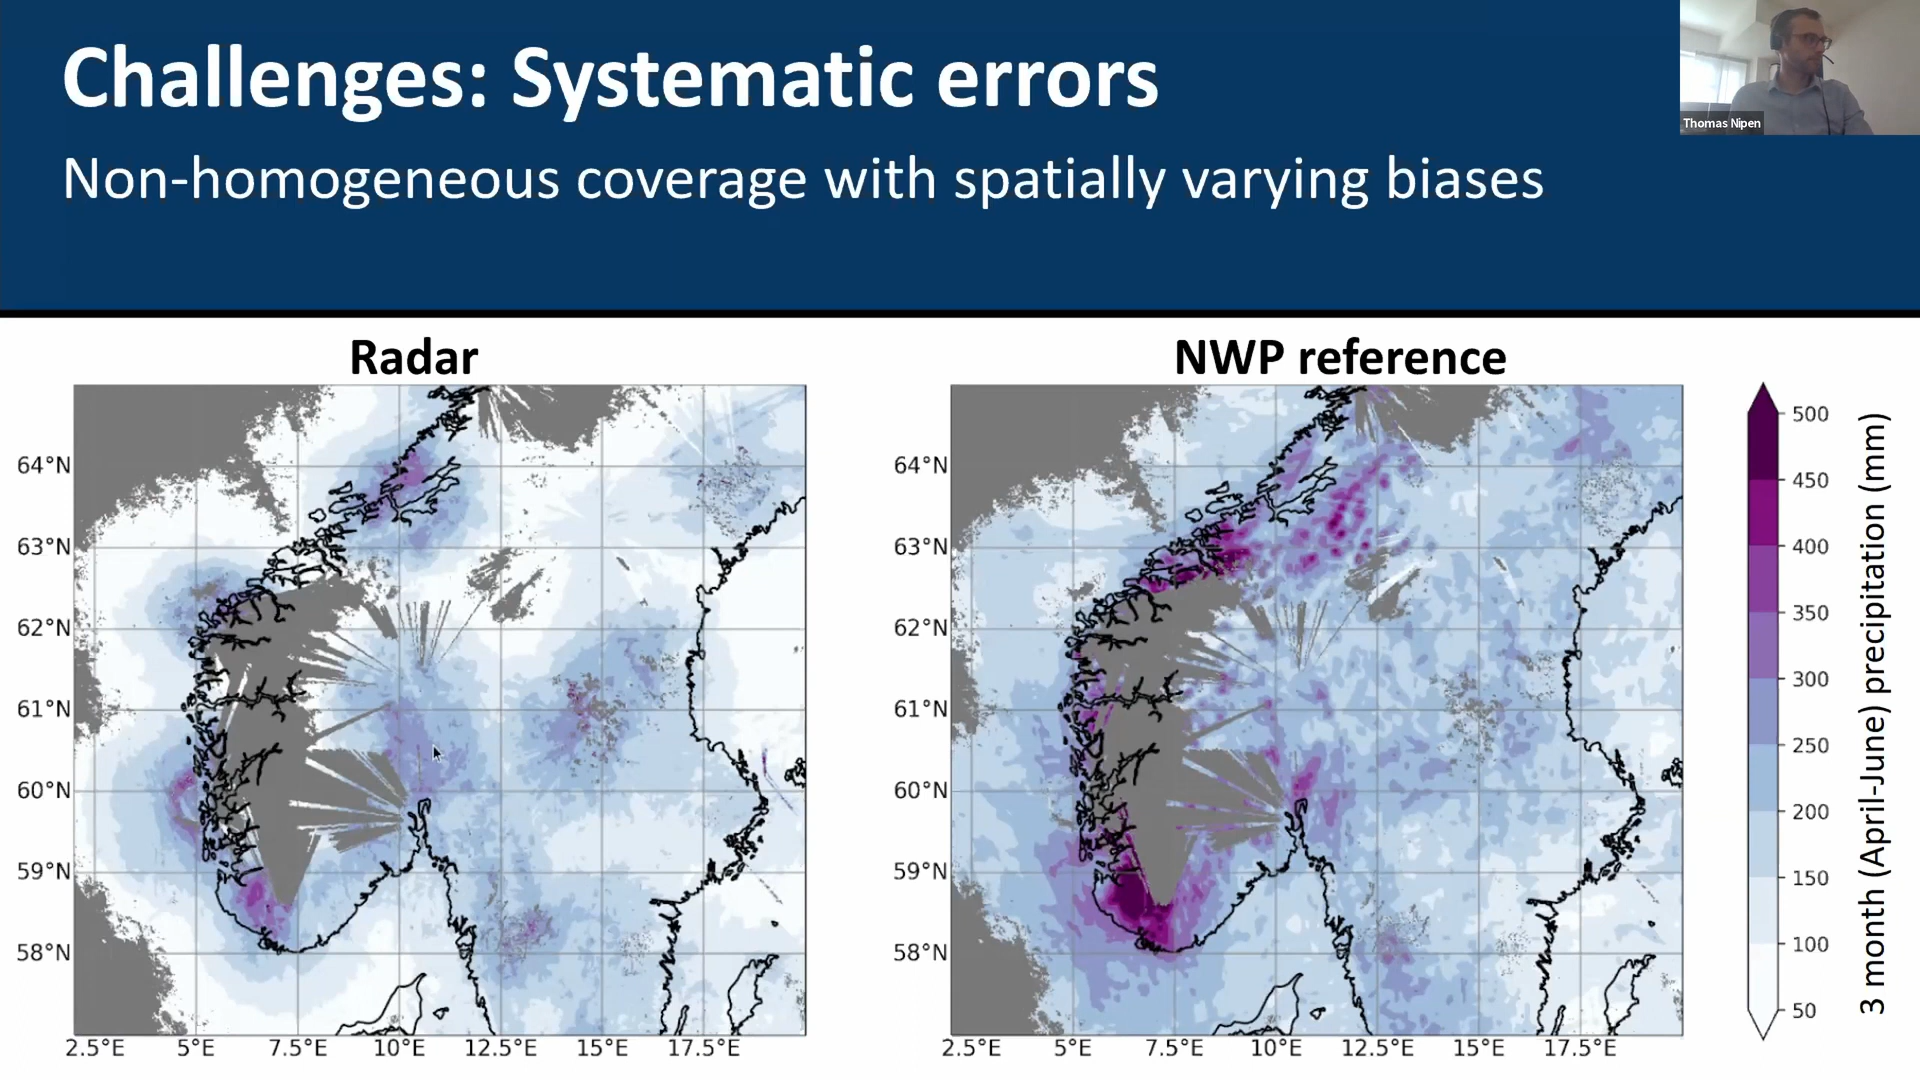 Challenges: Systematic errors
Non-homogeneous coverage with spatially varying biases
Thomas Nipen
Radar
NWP reference
64°N
63°N
62°N
61°N
60°N
59°N
58°N
2.5°E 5°E 7.5°E 10°E 12.5°E 15°E 17.5°E
64°N
63°N
62°N
61°N
60°N
59°N
58°N
2.5°E 5°E 7.5°E 10°E 12.5°E 15°E 17.5°E
500
450
400
350
300
250
200
150
100
50
3 month (April-June) precipitation (mm)